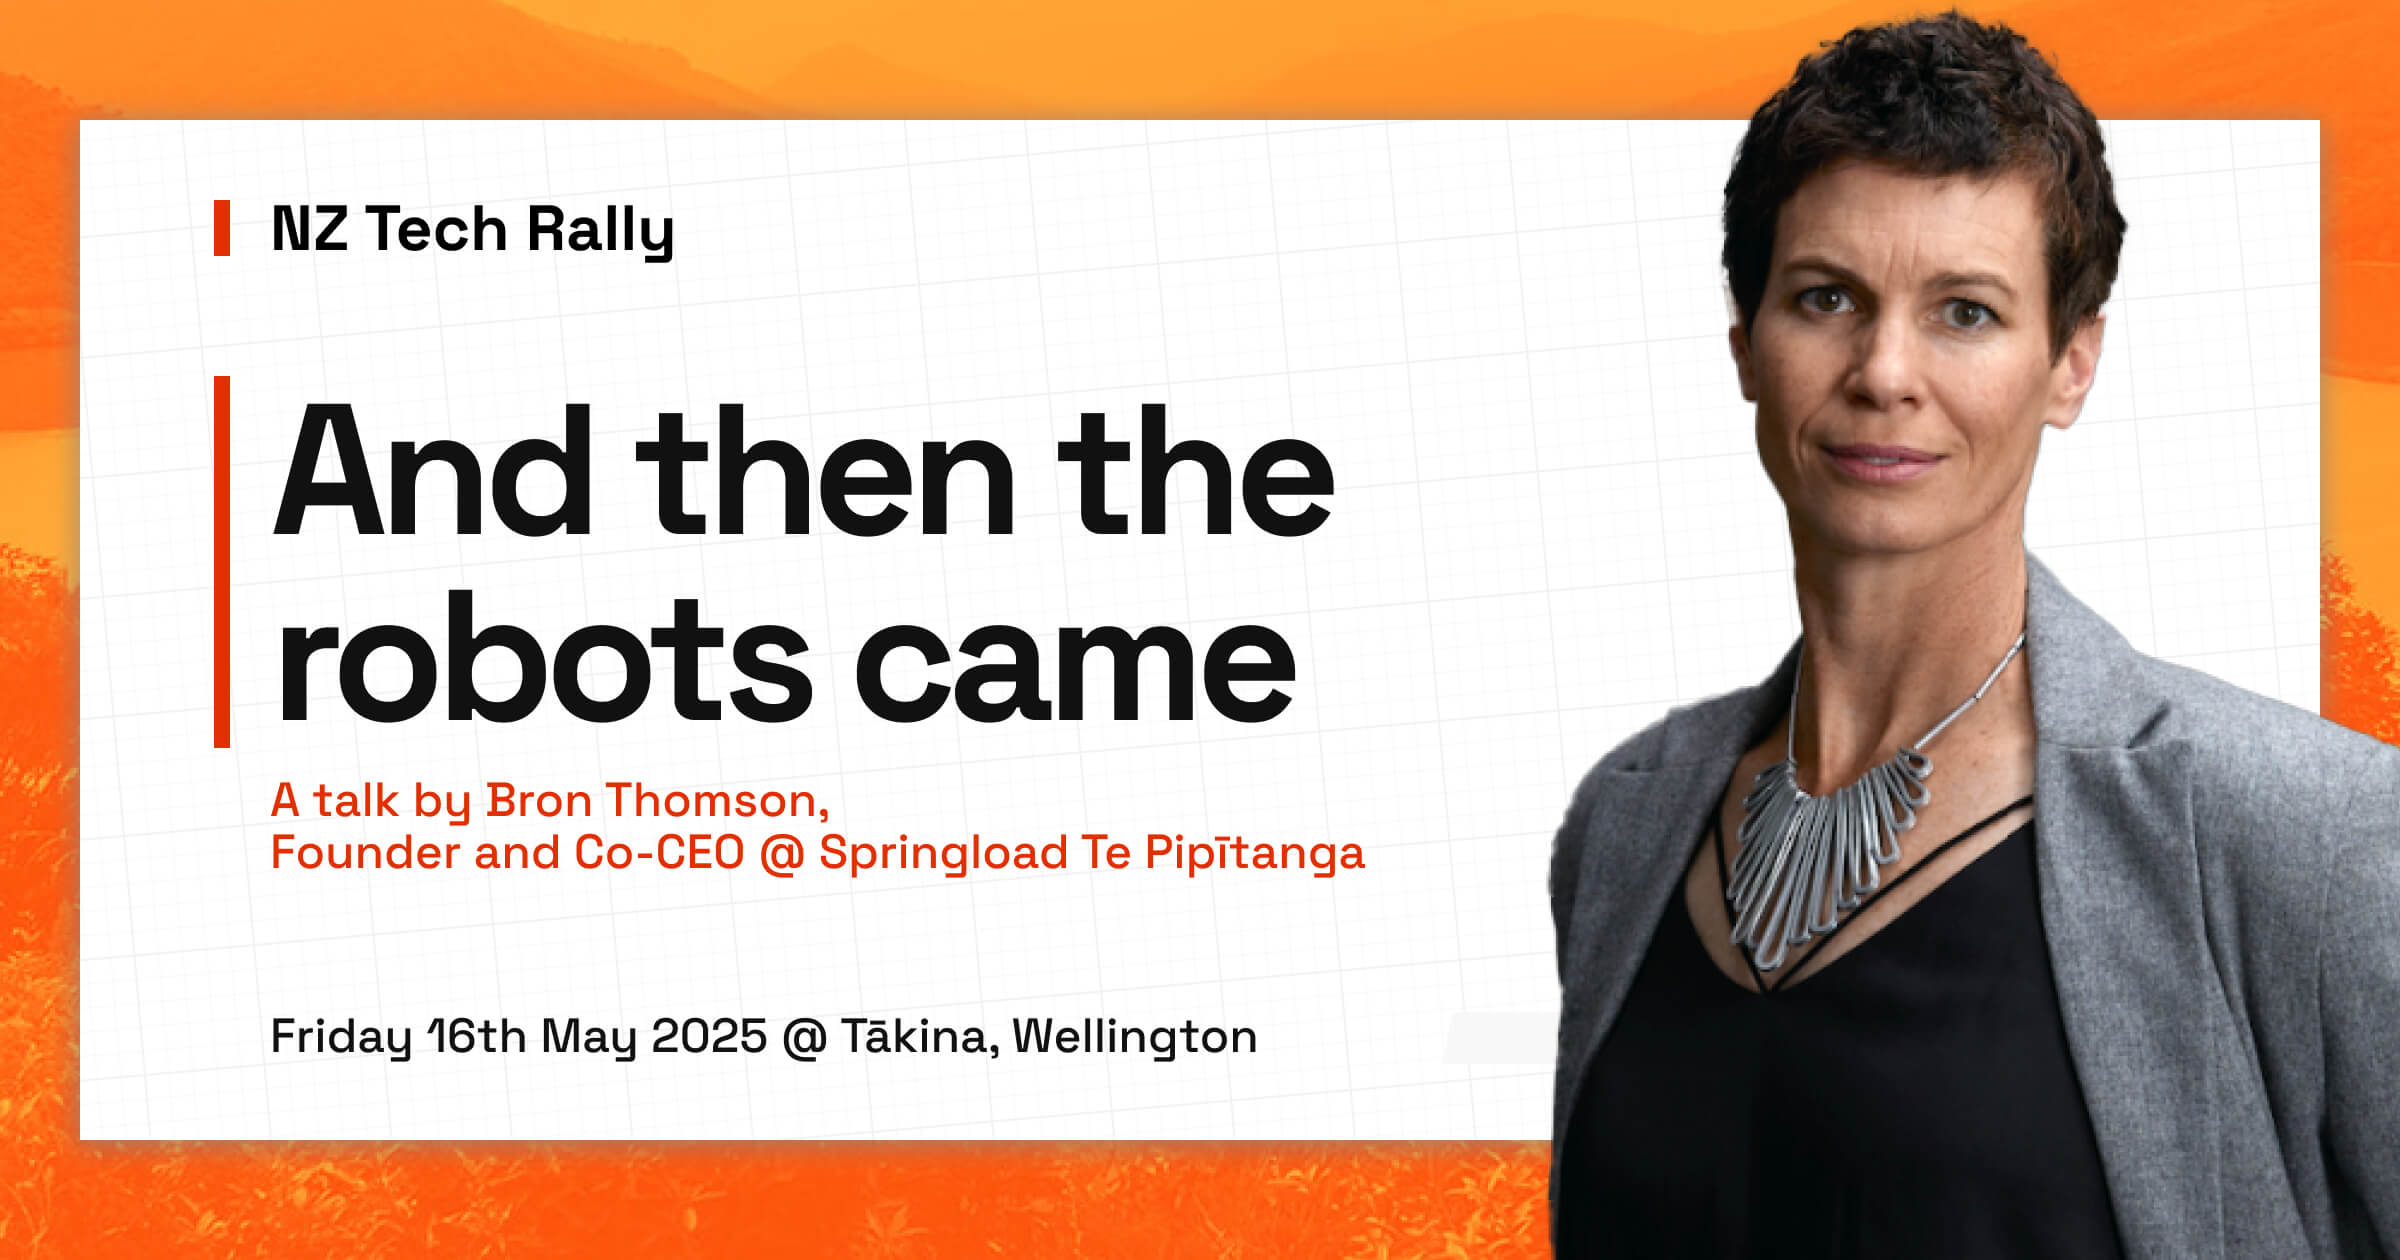 NZ Tech Rally
And then the
robots came
A talk by Bron Thomson,
Founder and Co-CEO @ Springload Te Pipītanga
Friday 16th May 2025 @ Tākina, Wellington